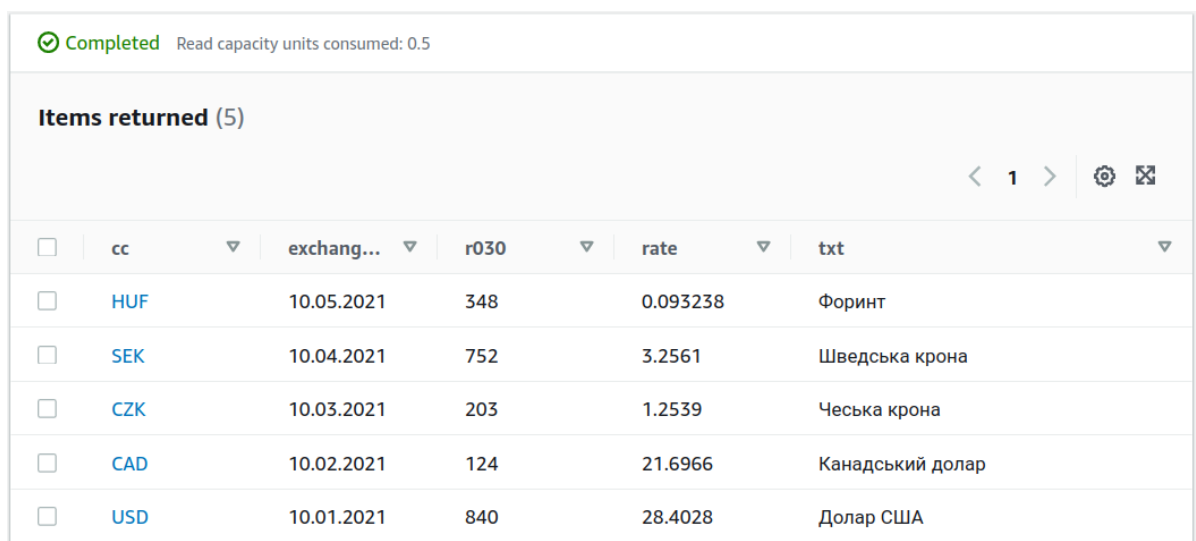 Completed Read capacity units consumed: 0.5
Items returned (5)
1
cc exchang... r030 rate txt
HUF 10.05.2021 348 0.093238 Форинт
SEK 10.04.2021 752 3.2561 Шведська крона
CZK 10.03.2021 203 1.2539 Чеська крона
CAD 10.02.2021 124 21.6966 Канадський долар
USD 10.01.2021 840 28.4028 Долар США